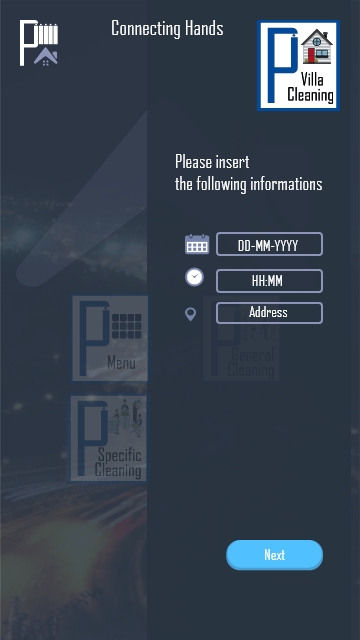 Connecting Hands
P
P
Villa
Cleaning
Please insert
the following informations
DD-MM-YYYY
HH:MM
Address
P
Menu
General
Cleaning
P
Specific
Cleaning
Next